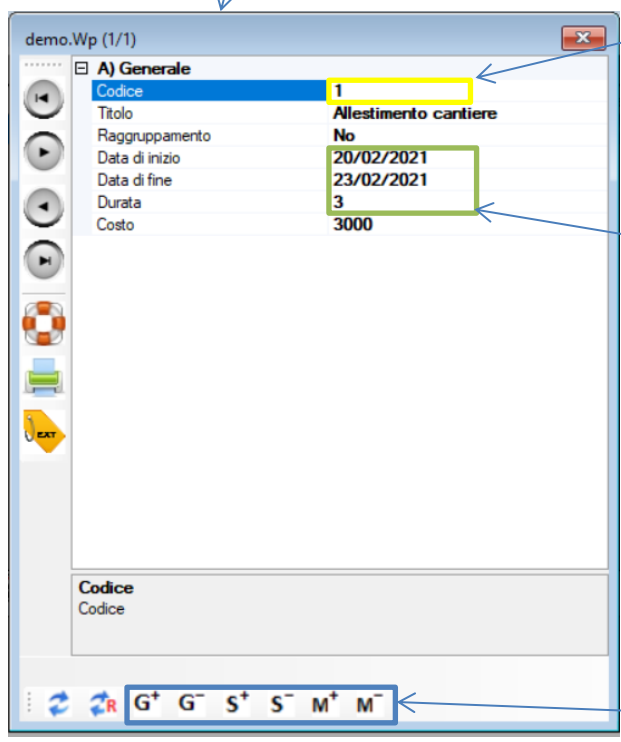 demo.Wp (1/1)
A) Generale
Codice 1
Titolo Allestimento cantiere
Raggruppamento No
Data di inizio 20/02/2021
Data di fine 23/02/2021
Durata 3
Costo 3000
EXT
Codice
Codice
R G+ G- S+ S- M+ M-